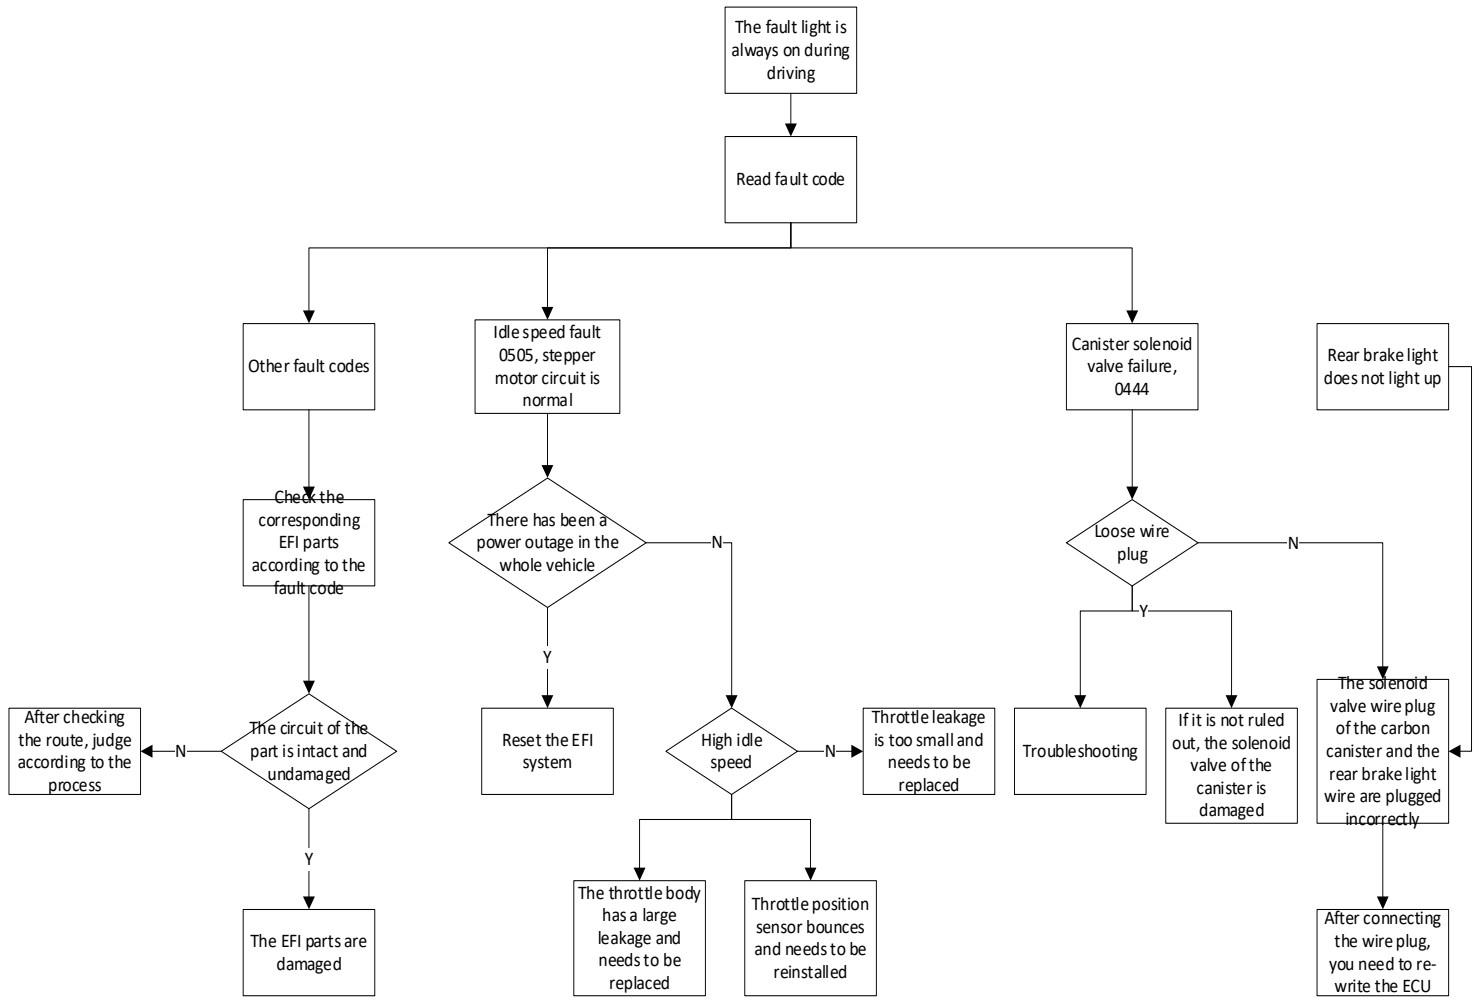 The fault light is
always on during
driving
Read fault code
Other fault codes
Idle speed fault
0505, stepper
motor circuit is
normal
Canister solenoid
valve failure,
0444
Rear brake light
does not light up
Check the
corresponding
EFI parts
according to the
fault code
There has been a
power outage in the
whole vehicle
N
Loose wire
plug
N
Y
Y
After checking
the route, judge
according to the
process
N
The circuit of the
part is intact and
undamaged
Reset the EFI
system
High idle
speed
N
Throttle leakage
is too small and
needs to be
replaced
Troubleshooting
If it is not ruled
out, the solenoid
valve of the
canister is
damaged
The solenoid
valve wire plug
of the carbon
canister and the
rear brake light
wire are plugged
incorrectly
Y
The EFI parts are
damaged
The throttle body
has a large
leakage and
needs to be
replaced
Throttle position
sensor bounces
and needs to be
reinstalled
After connecting
the wire plug,
you need to re-
write the ECU